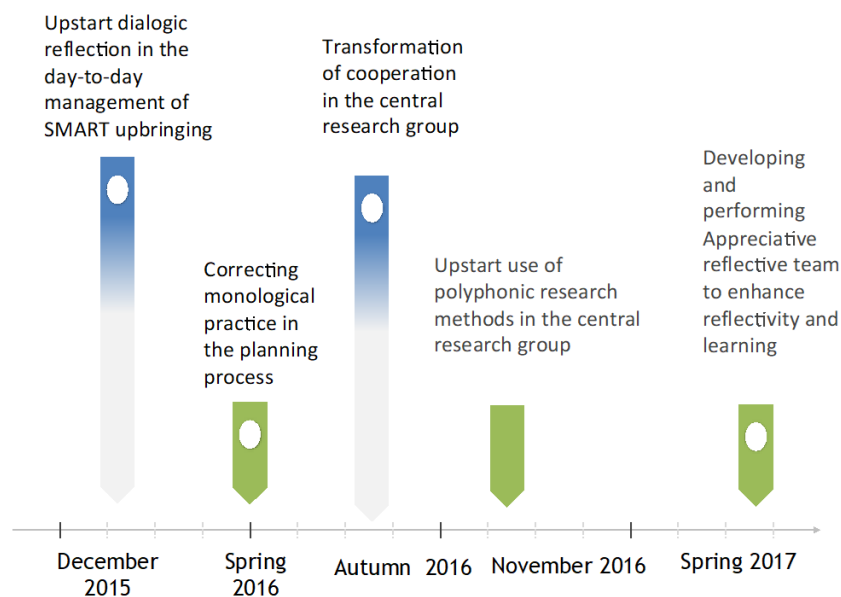 Upstart dialogic
reflection in the
day-to-day
management of
SMART upbringing
Transformation
of cooperation
in the central
research group
Correcting
monological
practice in
the planning
process
Upstart use of
polyphonic research
methods in the central
research group
Developing
and
performing
Appreciative
reflective team
to enhance
reflectivity and
learning
December
2015
Spring
2016
Autumn 2016
November 2016
Spring 2017